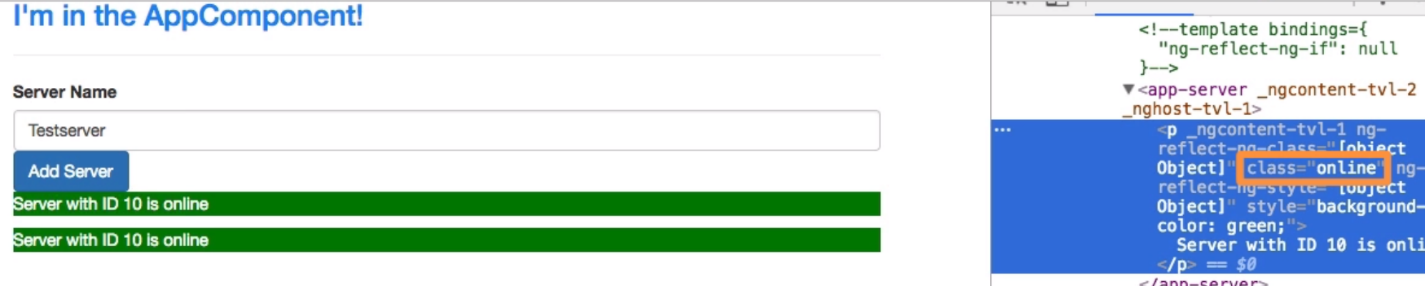 I'm in the AppComponent!
Server Name
Testserver
Add Server
Server with ID 10 is online
Server with ID 10 is online
<!--template bindings={
"ng-reflect-ng-if": null
}-->
▼<app-server _ngcontent-tvl-2
_nghost-tvl-1>
<p _ngcontent-tvl-1 ng-
reflect-ng-class="[object
Object]" class="online" ng-
reflect-ng-style="[object
Object]" style="background-
color: green;">
Server with ID 10 is onli
</p> == $0
</app-server>